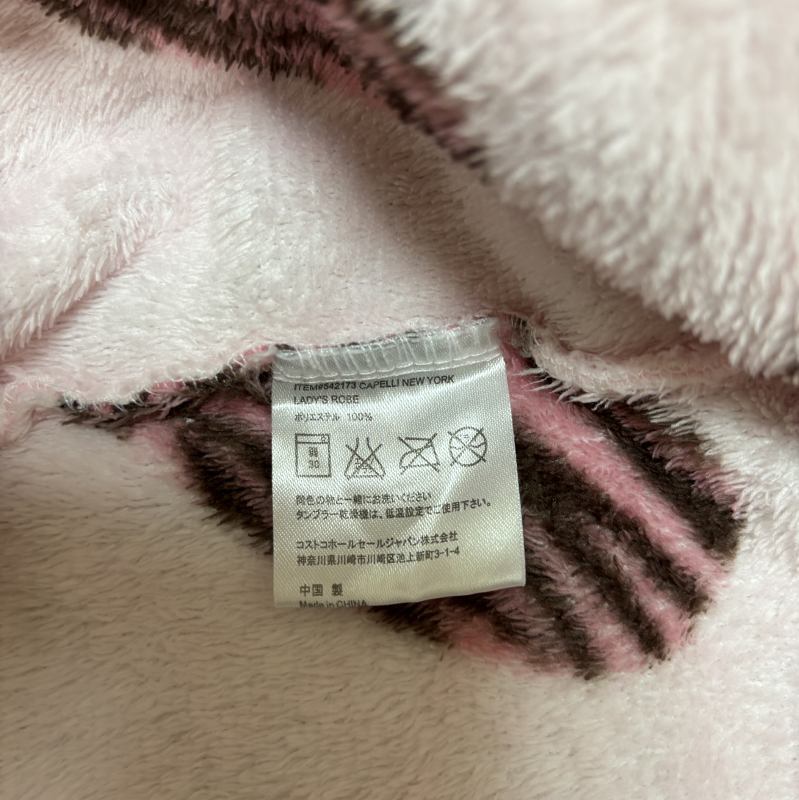 ITEM#542173 CAPELLI NEW YORK
LADY'S ROBE
ポリエステル 100%
弱
30
同色の物と一緒にお洗いください
タンブラー乾燥機は、低温設定でご使用下さい。
コストコホールセールジャパン株式会社
神奈川県川崎市川崎区池上新町3-1-4
中国 製
Made in CHINA